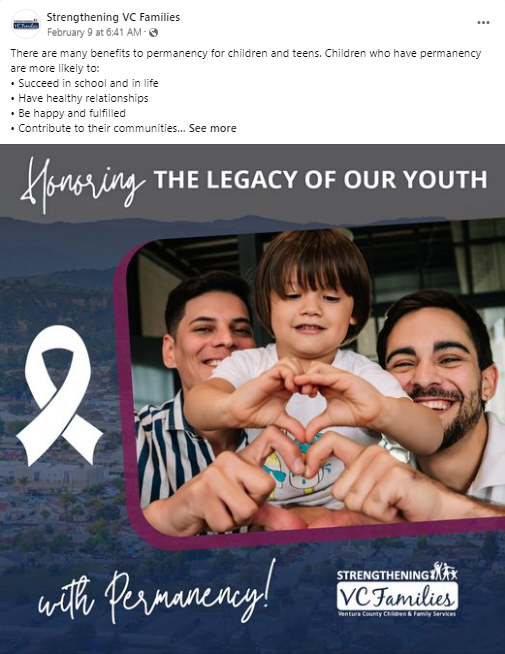 Strengthening VC Families
February 9 at 6:41 AM ·
There are many benefits to permanency for children and teens. Children who have permanency
are more likely to:
• Succeed in school and in life
• Have healthy relationships
• Be happy and fulfilled
• Contribute to their communities... See more
Honoring THE LEGACY OF OUR YOUTH
with Permanency!
STRENGTHENING
VC Families
Ventura County Children & Family Services